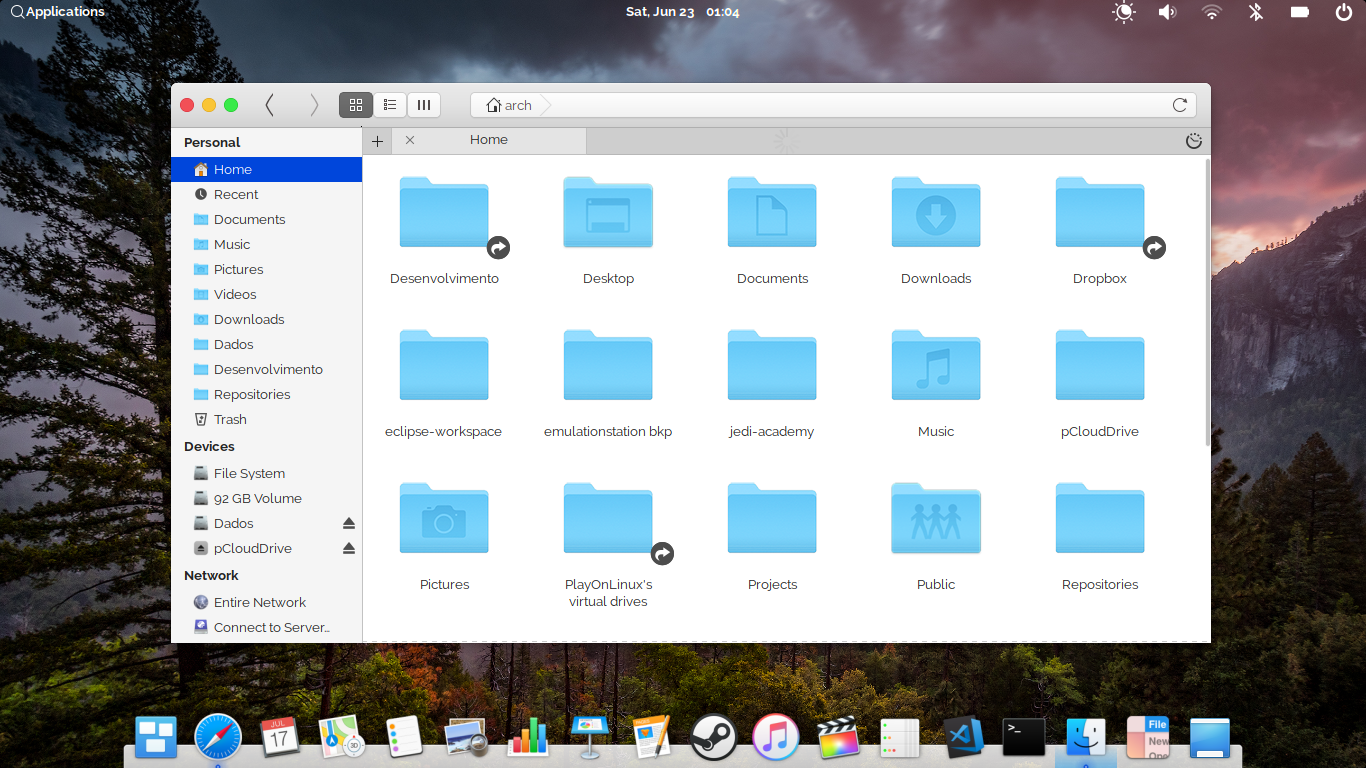 Applications
Sat, Jun 23 01:04
arch
Personal
Home
Home
Recent
Documents
Music
Pictures
Videos
Downloads
Dados
Desenvolvimento
Repositories
Trash
Devices
File System
92 GB Volume
Dados
pCloudDrive
Network
Entire Network
Connect to Server...
Desenvolvimento
Desktop
Documents
Downloads
Dropbox
eclipse-workspace
emulationstation bkp
jedi-academy
Music
pCloudDrive
Pictures
PlayOnLinux's
virtual drives
Projects
Public
Repositories
JUL
17
3D
>_
File
New
Ope